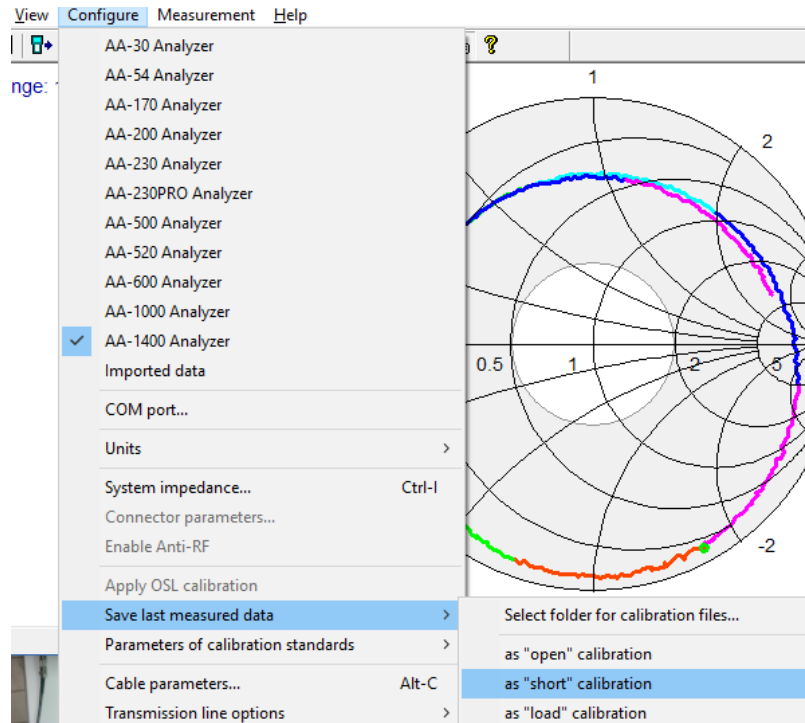 View Configure Measurement Help
nge:
AA-30 Analyzer
AA-54 Analyzer
AA-170 Analyzer
AA-200 Analyzer
AA-230 Analyzer
AA-230PRO Analyzer
AA-500 Analyzer
AA-520 Analyzer
AA-600 Analyzer
AA-1000 Analyzer
AA-1400 Analyzer
Imported data
COM port...
Units
System impedance... Ctrl-I
Connector parameters...
Enable Anti-RF
Apply OSL calibration
Save last measured data
Parameters of calibration standards
Cable parameters... Alt-C
Transmission line options
1
2
0.5 1 2 5
-2
Select folder for calibration files...
as "open" calibration
as "short" calibration
as "load" calibration